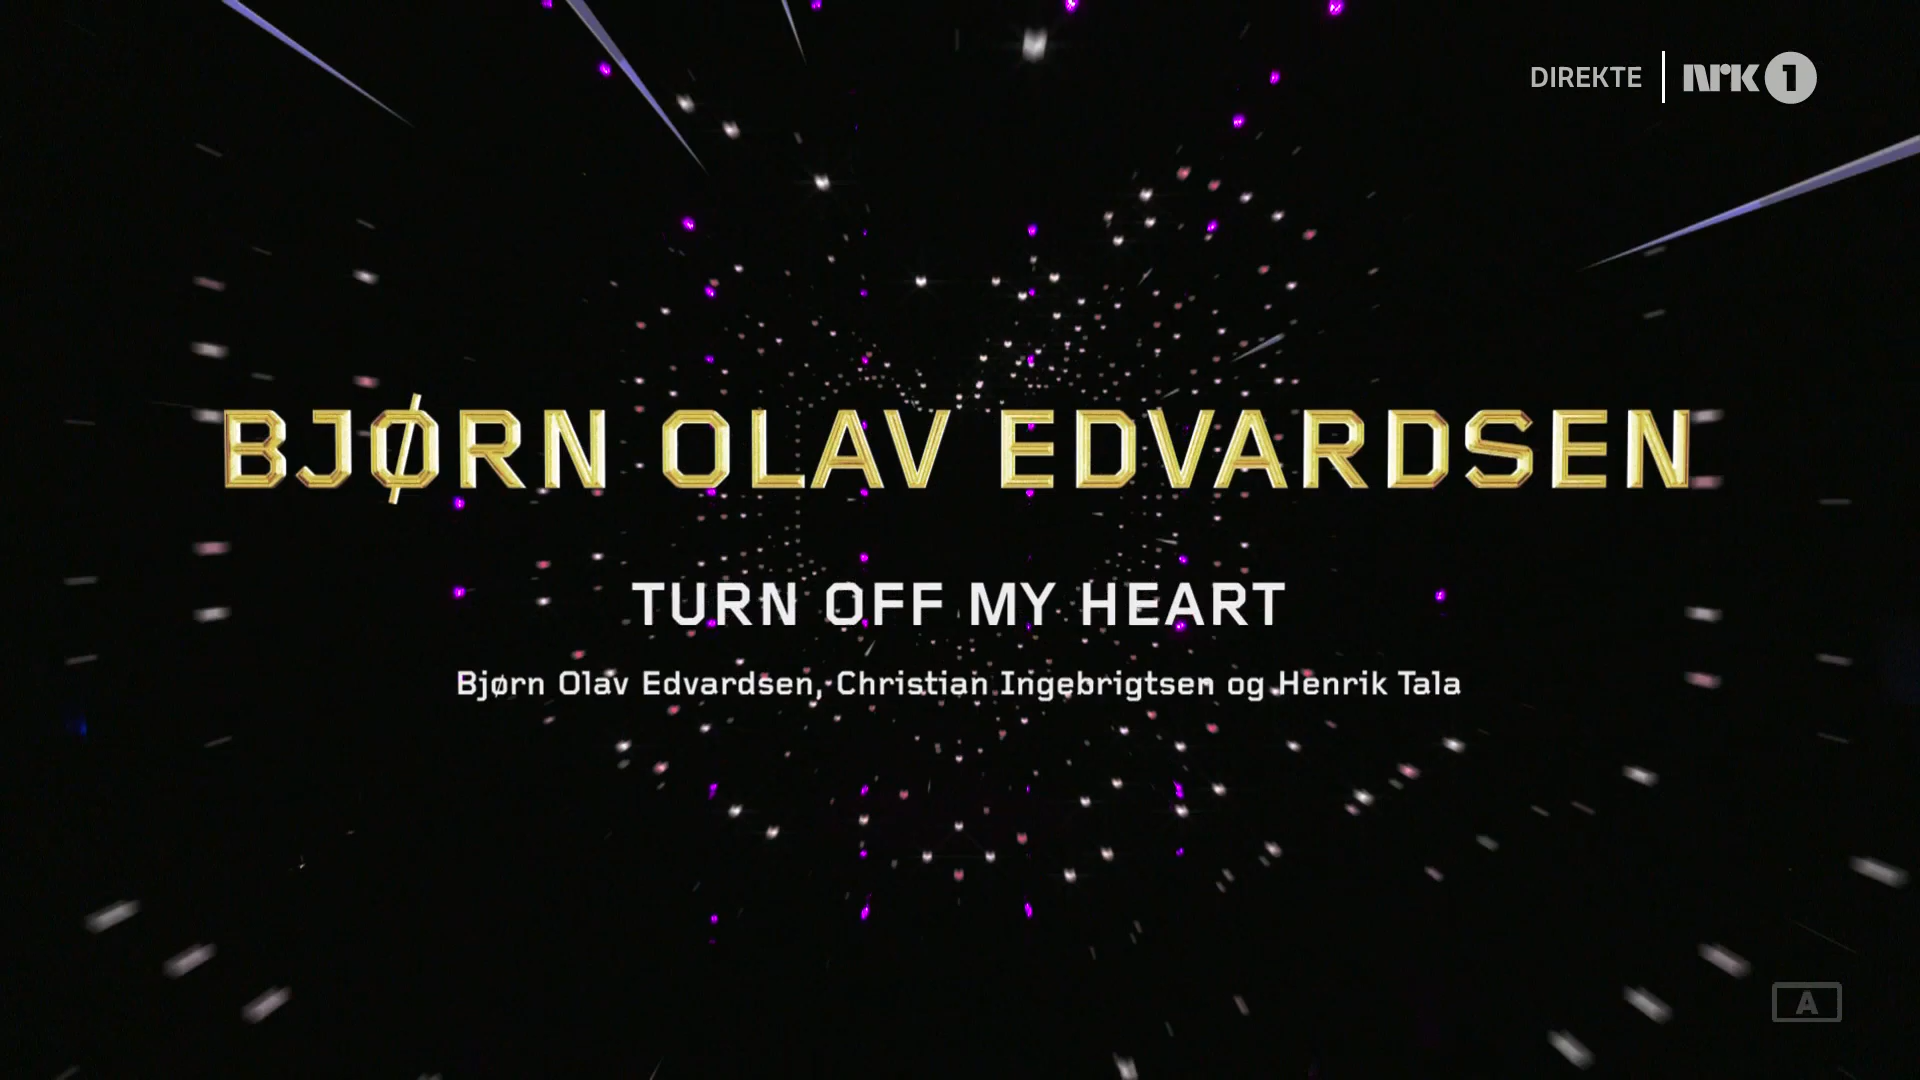 DIREKTE | NRK 1
BJØRN OLAV EDVARDSEN
TURN OFF MY HEART
Bjørn Olav Edvardsen, Christian Ingebrigtsen og Henrik Tala
A